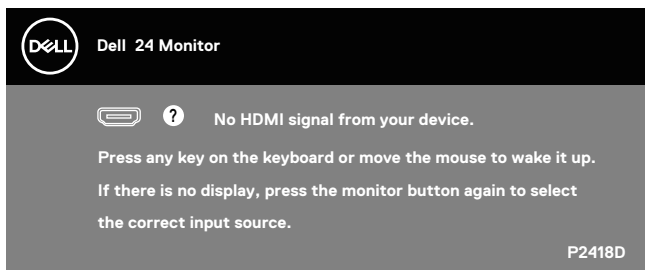 DELL
Dell 24 Monitor
? No HDMI signal from your device.
Press any key on the keyboard or move the mouse to wake it up.
If there is no display, press the monitor button again to select
the correct input source.
P2418D